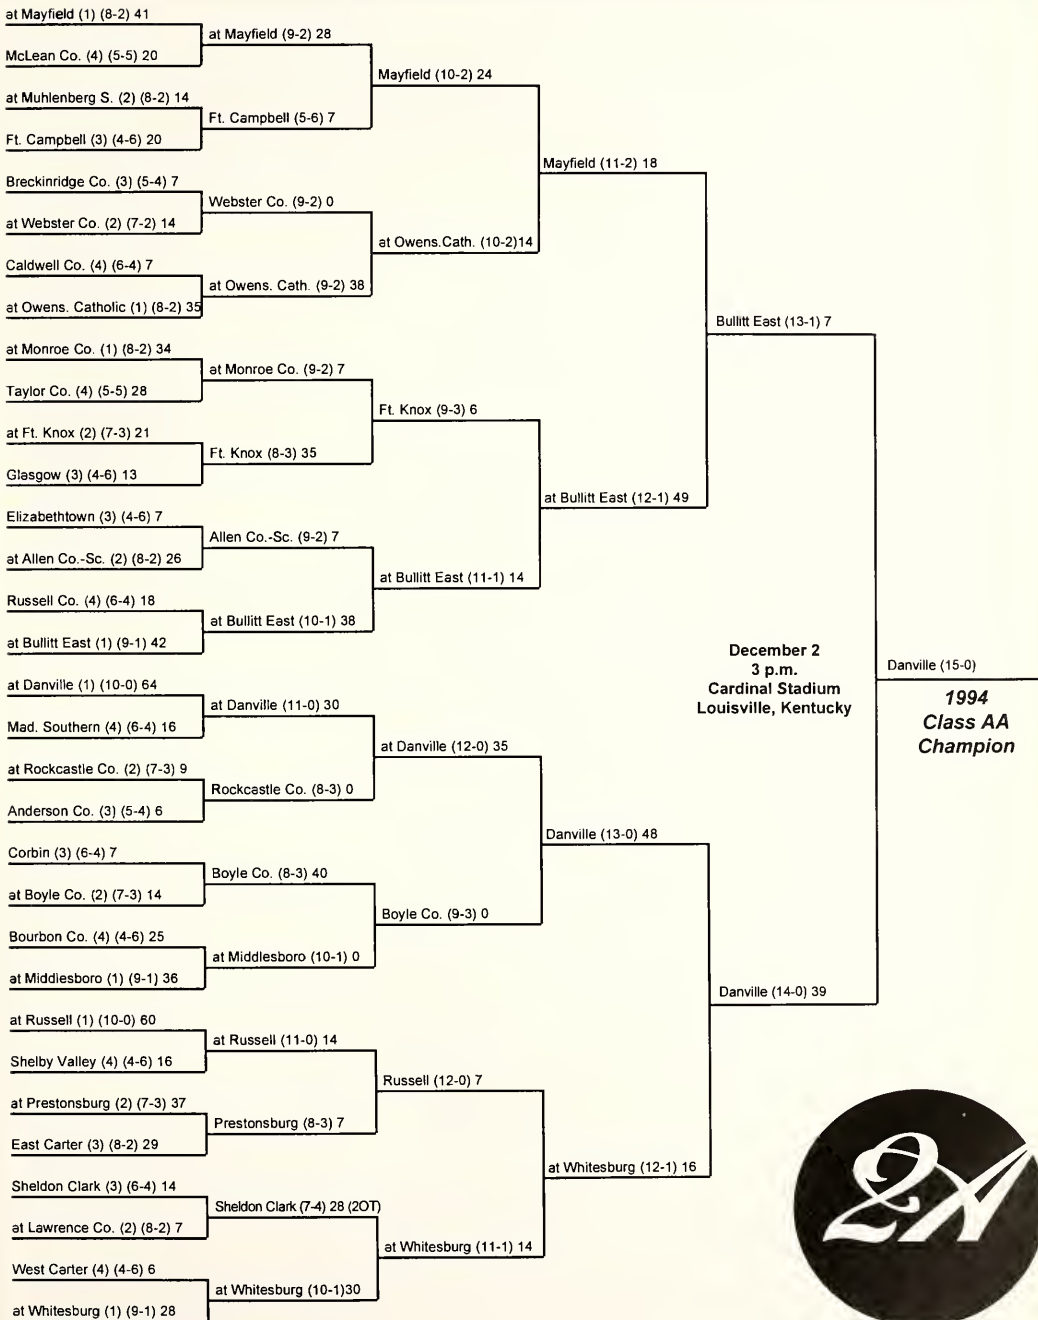 at Mayfield (1) (8-2) 41
McLean Co. (4) (5-5) 20
at Muhlenberg S. (2) (8-2) 14
Ft. Campbell (3) (4-6) 20
Breckinridge Co. (3) (5-4) 7
at Webster Co. (2) (7-2) 14
Caldwell Co. (4) (6-4) 7
at Owens. Catholic (1) (8-2) 35
at Monroe Co. (1) (8-2) 34
Taylor Co. (4) (5-5) 28
at Ft. Knox (2) (7-3) 21
Glasgow (3) (4-6) 13
Elizabethtown (3) (4-6) 7
at Allen Co.-Sc. (2) (8-2) 26
Russell Co. (4) (6-4) 18
at Bullitt East (1) (9-1) 42
at Danville (1) (10-0) 64
Mad. Southern (4) (6-4) 16
at Rockcastle Co. (2) (7-3) 9
Anderson Co. (3) (5-4) 6
Corbin (3) (6-4) 7
at Boyle Co. (2) (7-3) 14
Bourbon Co. (4) (4-6) 25
at Middlesboro (1) (9-1) 36
at Russell (1) (10-0) 60
Shelby Valley (4) (4-6) 16
at Prestonsburg (2) (7-3) 37
East Carter (3) (8-2) 29
Sheldon Clark (3) (6-4) 14
at Lawrence Co. (2) (8-2) 7
West Carter (4) (4-6) 6
at Whitesburg (1) (9-1) 28
at Mayfield (9-2) 28
Ft. Campbell (5-6) 7
Webster Co. (9-2) 0
at Owens. Cath. (9-2) 38
at Monroe Co. (9-2) 7
Ft. Knox (8-3) 35
Allen Co.-Sc. (9-2) 7
at Bullitt East (10-1) 38
at Danville (11-0) 30
Rockcastle Co. (8-3) 0
Boyle Co. (8-3) 40
at Middlesboro (10-1) 0
at Russell (11-0) 14
Prestonsburg (8-3) 7
Sheldon Clark (7-4) 28 (2OT)
at Whitesburg (10-1)30
Mayfield (10-2) 24
at Owens.Cath. (10-2)14
Ft. Knox (9-3) 6
at Bullitt East (11-1) 14
at Danville (12-0) 35
Boyle Co. (9-3) 0
Russell (12-0) 7
at Whitesburg (11-1) 14
Mayfield (11-2) 18
at Bullitt East (12-1) 49
Danville (13-0) 48
at Whitesburg (12-1) 16
Bullitt East (13-1) 7
Danville (14-0) 39
December 2
3 p.m.
Cardinal Stadium
Louisville, Kentucky
Danville (15-0)
1994
Class AA
Champion
2A